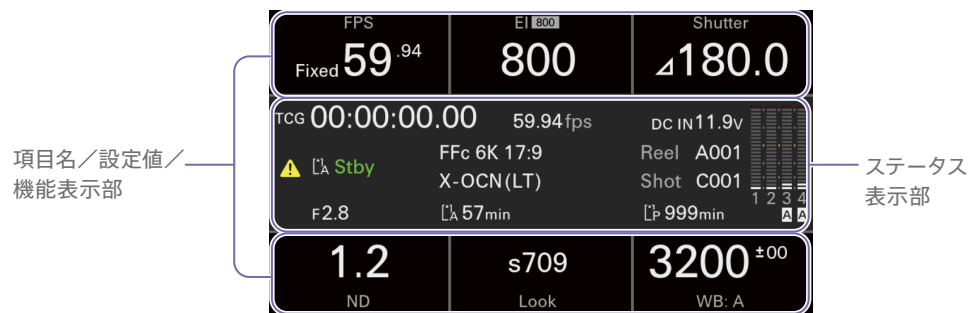 FPS EI 800 Shutter
Fixed 59 .94 800 ⊿180.0
TCG 00:00:00.00 59.94 fps DC IN 11.9V
項目名／設定値／
機能表示部
A Stby FFc 6K 17:9 Reel A001
X-OCN(LT) Shot C001
ステータス
表示部
1 2 3 4
F2.8 A 57min P 999min A A
1.2 s709 3200 ±00
ND Look WB: A